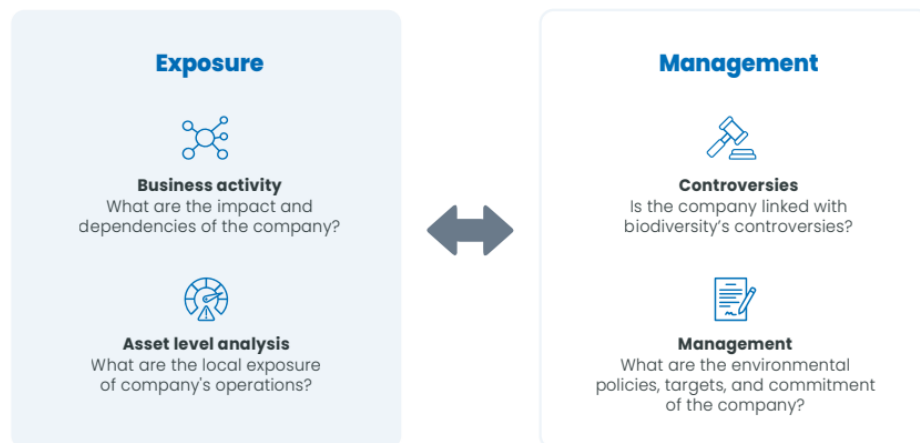 Exposure
Business activity
What are the impact and
dependencies of the company?
Asset level analysis
What are the local exposure
of company's operations?
Management
Controversies
Is the company linked with
biodiversity's controversies?
Management
What are the environmental
policies, targets, and commitment
of the company?